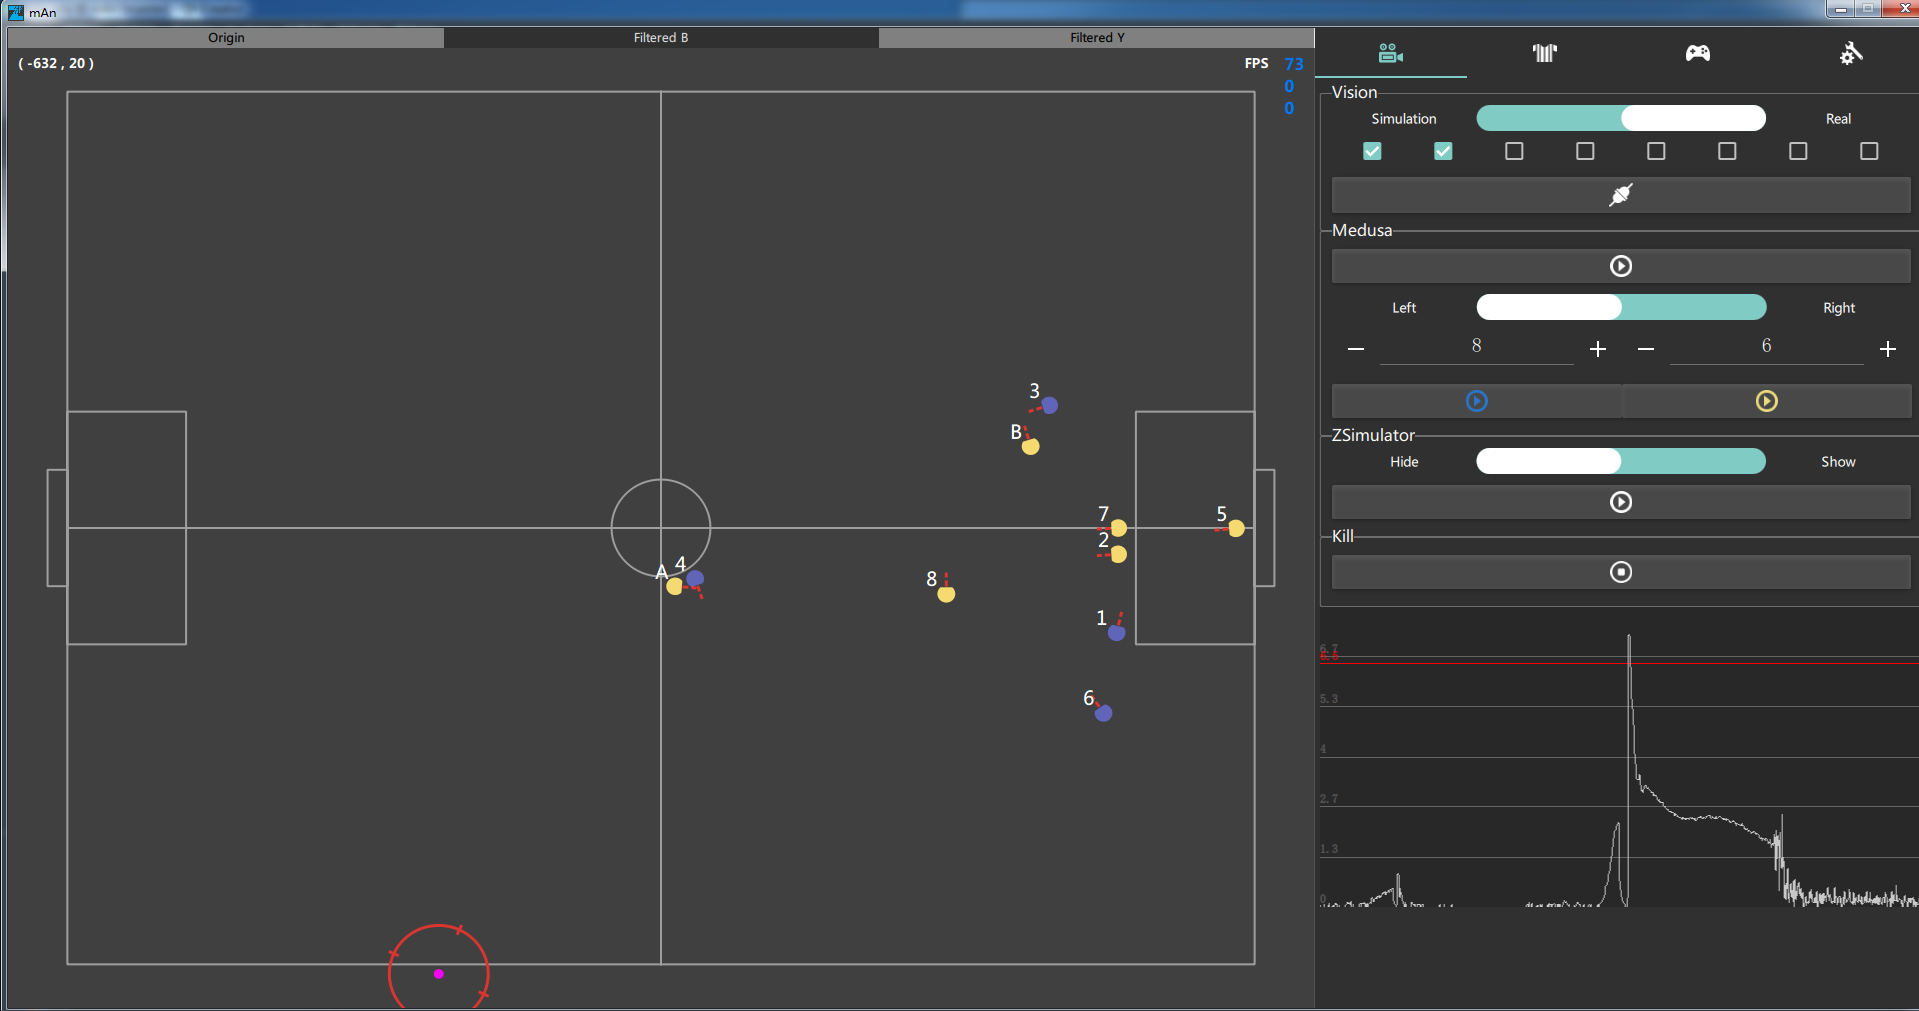 mAn
Origin
Filtered B
Filtered Y
( -632 , 20 )
FPS 73
0
0
3
B
7
5
2
A 4
8
1
6
Vision
Simulation
Real
Medusa
Left
Right
8
6
ZSimulator
Hide
Show
Kill
5.3
4
2.7
1.3
0